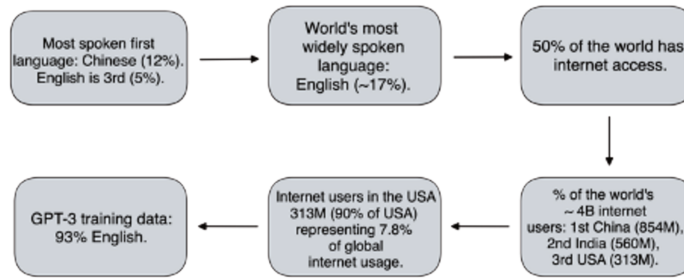 Most spoken first
language: Chinese (12%).
English is 3rd (5%).
World's most
widely spoken
language:
English (~17%).
50% of the world has
internet access.
% of the world's
~ 4B internet
users: 1st China (854M),
2nd India (560M),
3rd USA (313M).
Internet users in the USA
313M (90% of USA)
representing 7.8%
of global
internet usage.
GPT-3 training data:
93% English.